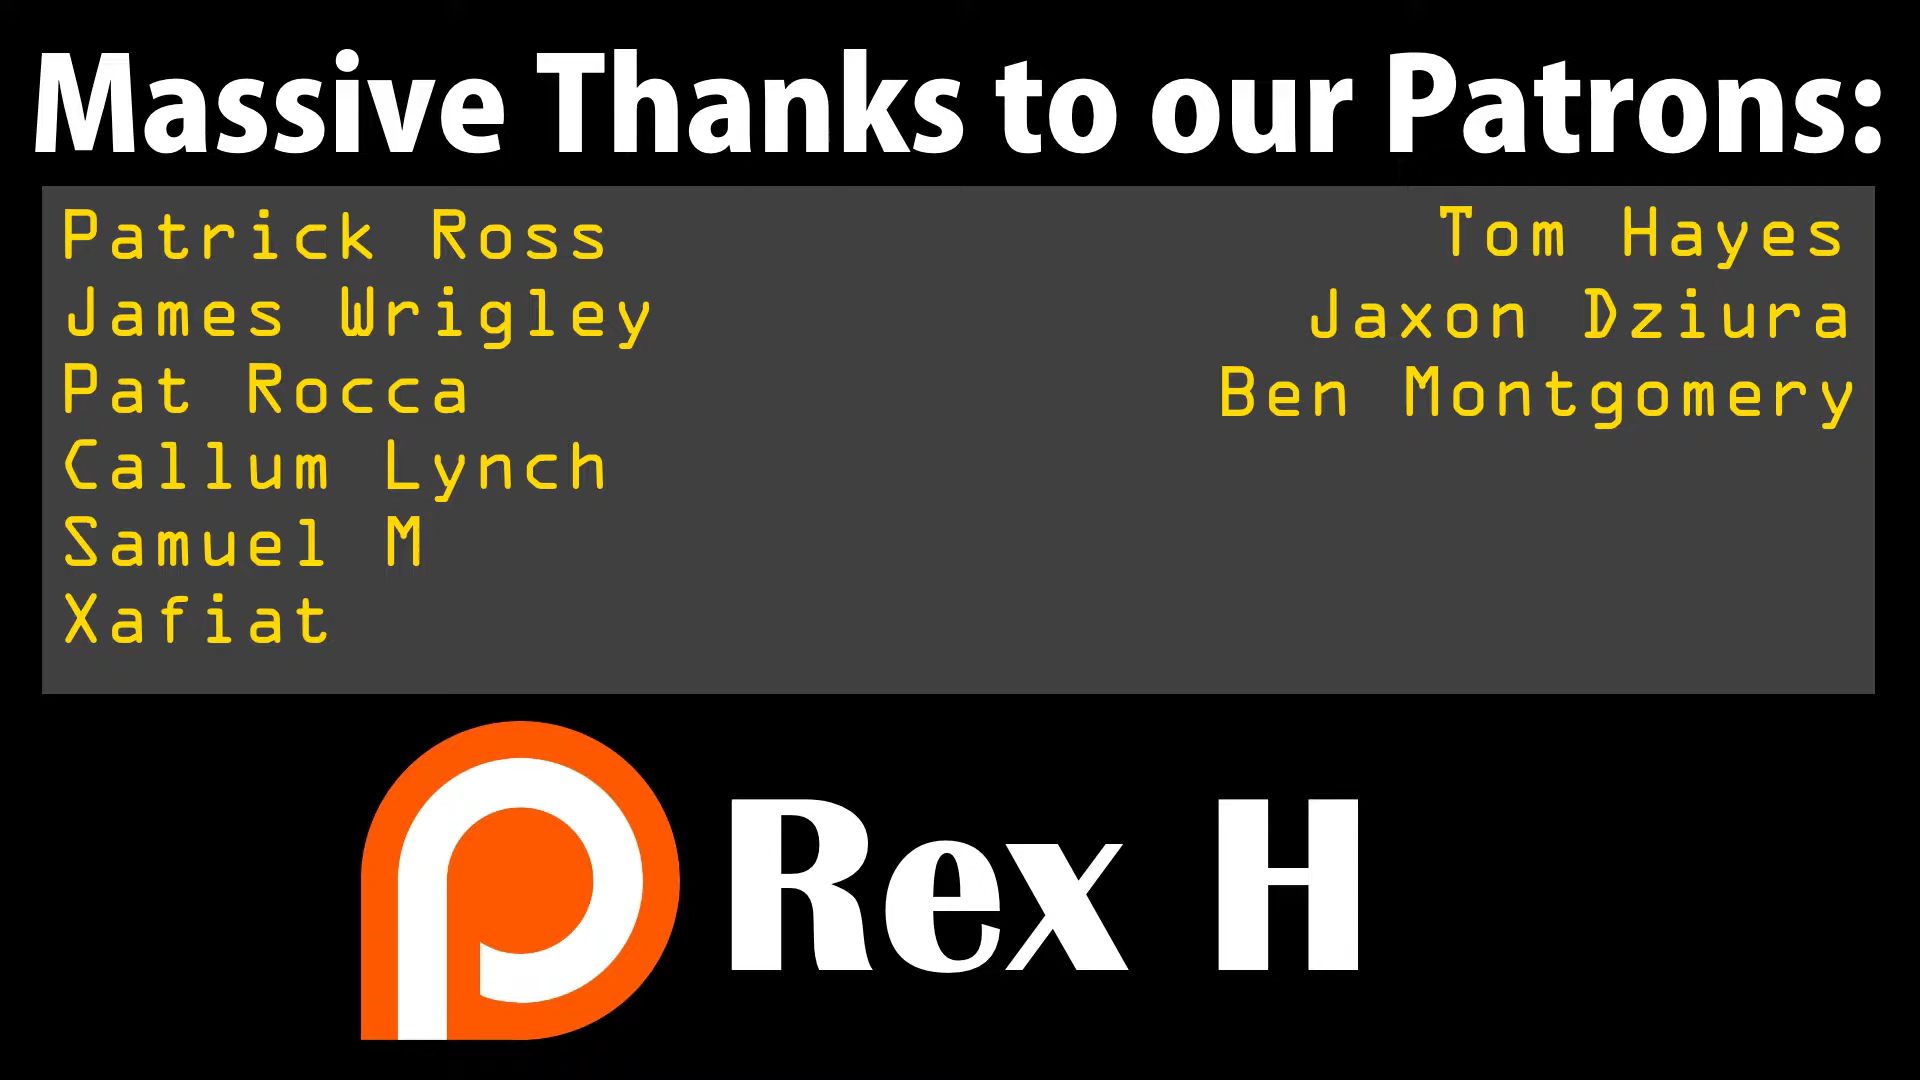 Massive Thanks to our Patrons:
Patrick Ross
James Wrigley
Pat Rocca
Callum Lynch
Samuel M
Xafiat
Tom Hayes
Jaxon Dziura
Ben Montgomery
Rex H